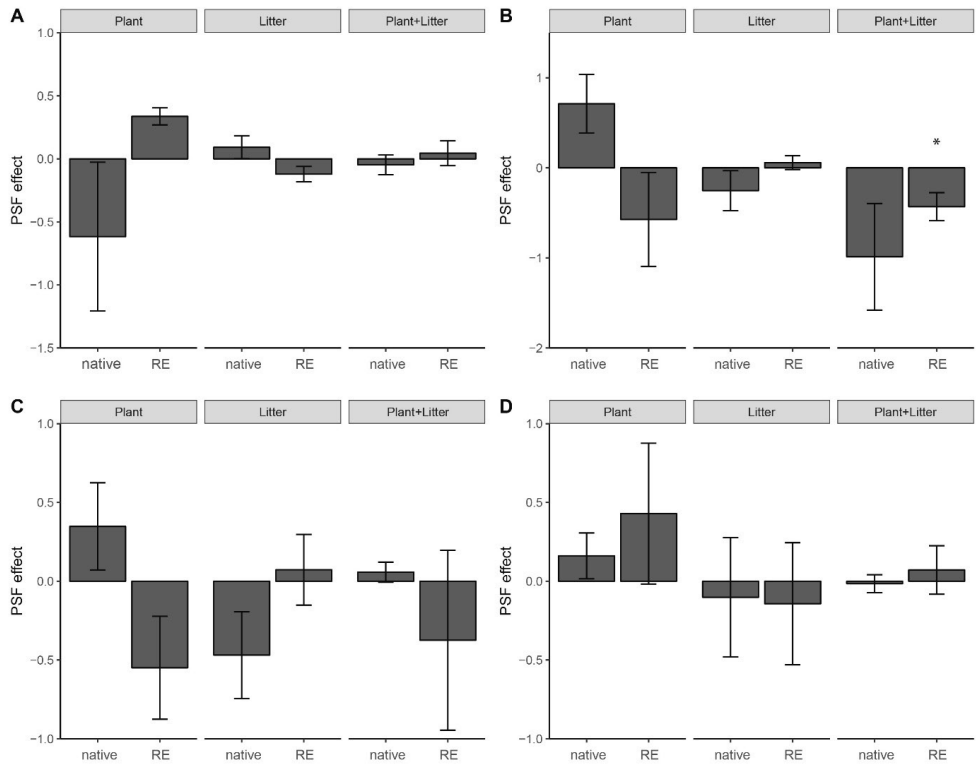 A
Plant
Litter
Plant+Litter
PSF effect
1.0
0.5
0.0
−0.5
−1.0
−1.5
native
RE
native
RE
native
RE
B
Plant
Litter
Plant+Litter
PSF effect
1
0
−1
−2
*
native
RE
native
RE
native
RE
C
Plant
Litter
Plant+Litter
PSF effect
1.0
0.5
0.0
−0.5
−1.0
native
RE
native
RE
native
RE
D
Plant
Litter
Plant+Litter
PSF effect
1.0
0.5
0.0
−0.5
−1.0
native
RE
native
RE
native
RE